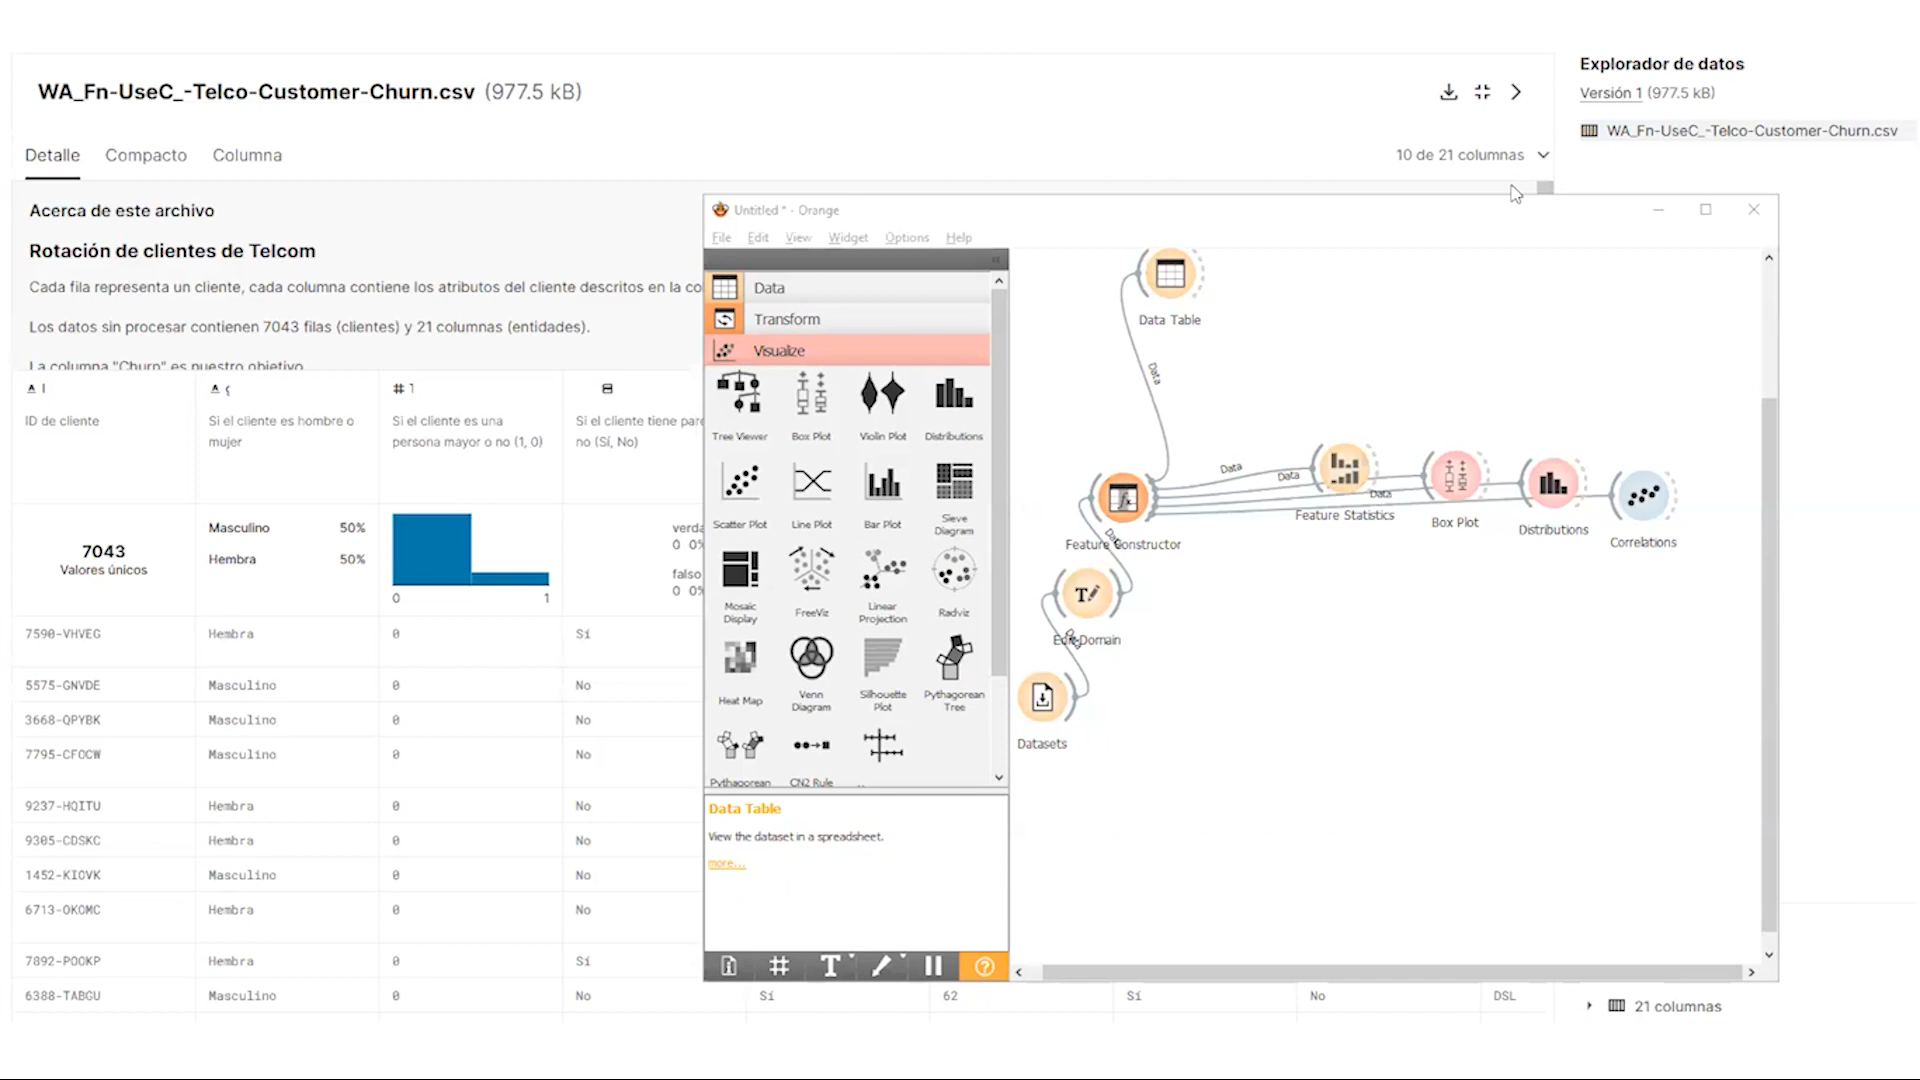 WA_Fn-UseC_-Telco-Customer-Churn.csv (977.5 kB)
Detalle Compacto Columna
10 de 21 columnas
Explorador de datos
Versión 1 (977.5 kB)
WA_Fn-UseC_-Telco-Customer-Churn.csv
Acerca de este archivo
Rotación de clientes de Telcom
Cada fila representa un cliente, cada columna contiene los atributos del cliente descritos en la co
Los datos sin procesar contienen 7043 filas (clientes) y 21 columnas (entidades).
La columna "Churn" es nuestro objetivo
ID de cliente
Si el cliente es hombre o
mujer
Si el cliente es una
persona mayor o no (1, 0)
Si el cliente tiene pare
no (Sí, No)
7043
Valores únicos
Masculino 50%
Hembra 50%
0 1
verda
0 0%
falso
0 0%
7590-VHVEG Hembra 0 Sí
5575-GNVDE Masculino 0 No
3668-QPYBK Masculino 0 No
7795-CFOCW Masculino 0 No
9237-HQITU Hembra 0 No
9305-CDSKC Hembra 0 No
1452-KIOVK Masculino 0 No
6713-OKOMC Hembra 0 No
7892-POOKP Hembra 0 Sí
6388-TABGU Masculino 0 No Sí 62 Sí No DSL
21 columnas
Untitled * - Orange
File Edit View Widget Options Help
Data
Transform
Visualize
Tree Viewer Box Plot Violin Plot Distributions
Scatter Plot Line Plot Bar Plot Sieve
Diagram
Mosaic
Display
FreeViz
Linear
Projection
Radviz
Heat Map
Venn
Diagram
Silhouette
Plot
Pythagorean
Tree
Pythagorean CN2 Rule
Data Table
View the dataset in a spreadsheet.
more...
Data Table
Data
Data
Data
Data
Feature Statistics
Box Plot
Distributions
Correlations
Feature Constructor
Edit Domain
Datasets